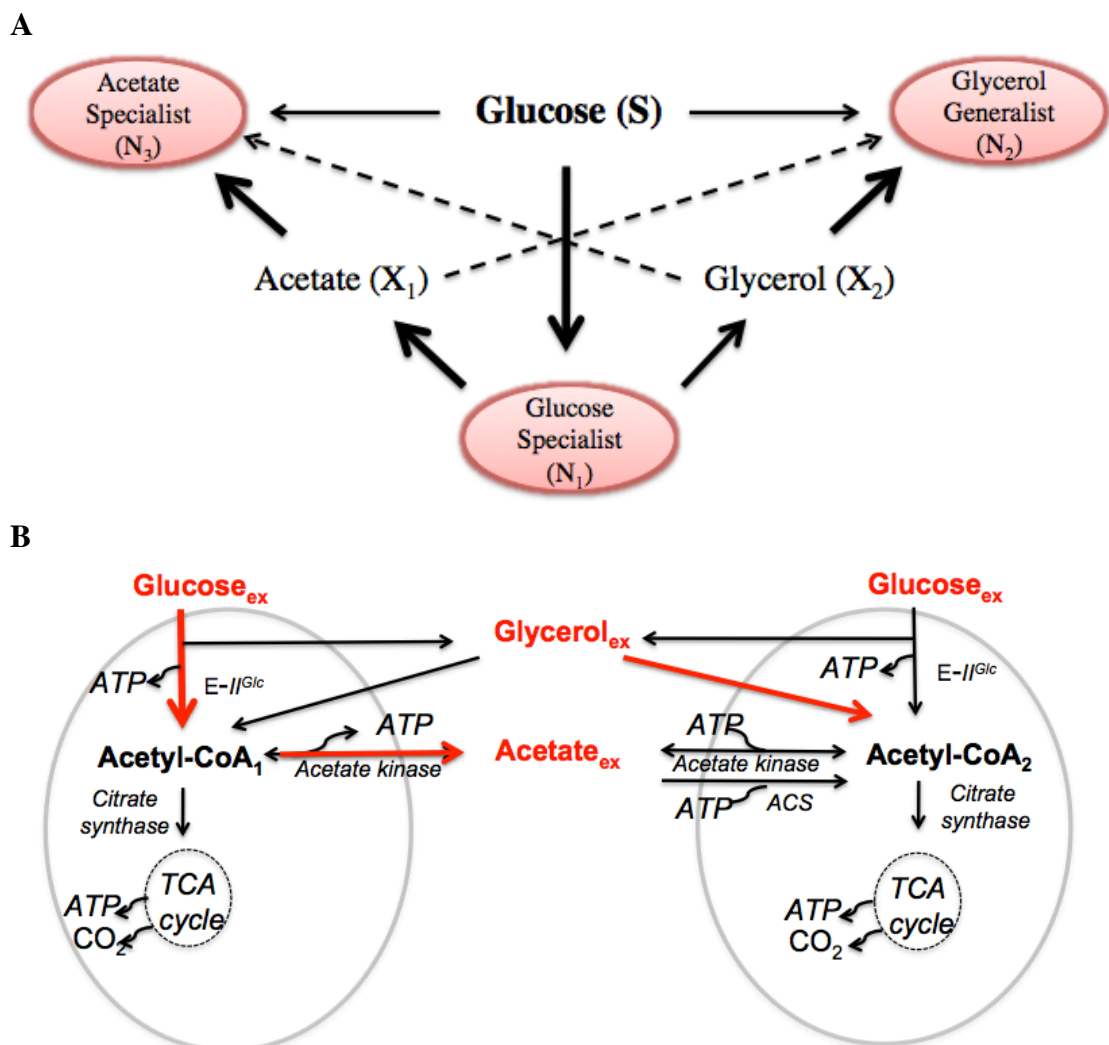 A
Acetate
Specialist
(N₃)
Glucose (S)
Glycerol
Generalist
(N₂)
Acetate (X₁)
Glycerol (X₂)
Glucose
Specialist
(N₁)
B
Glucoseₑₓ
Glucoseₑₓ
Glycerolₑₓ
ATP
E-IIᴳˡᶜ
ATP
E-IIᴳˡᶜ
ATP
ATP
Acetyl-CoA₁
Acetate kinase
Acetateₑₓ
Acetate kinase
Acetyl-CoA₂
ATP
ACS
Citrate
synthase
Citrate
synthase
TCA
cycle
ATP
CO₂
TCA
cycle
ATP
CO₂